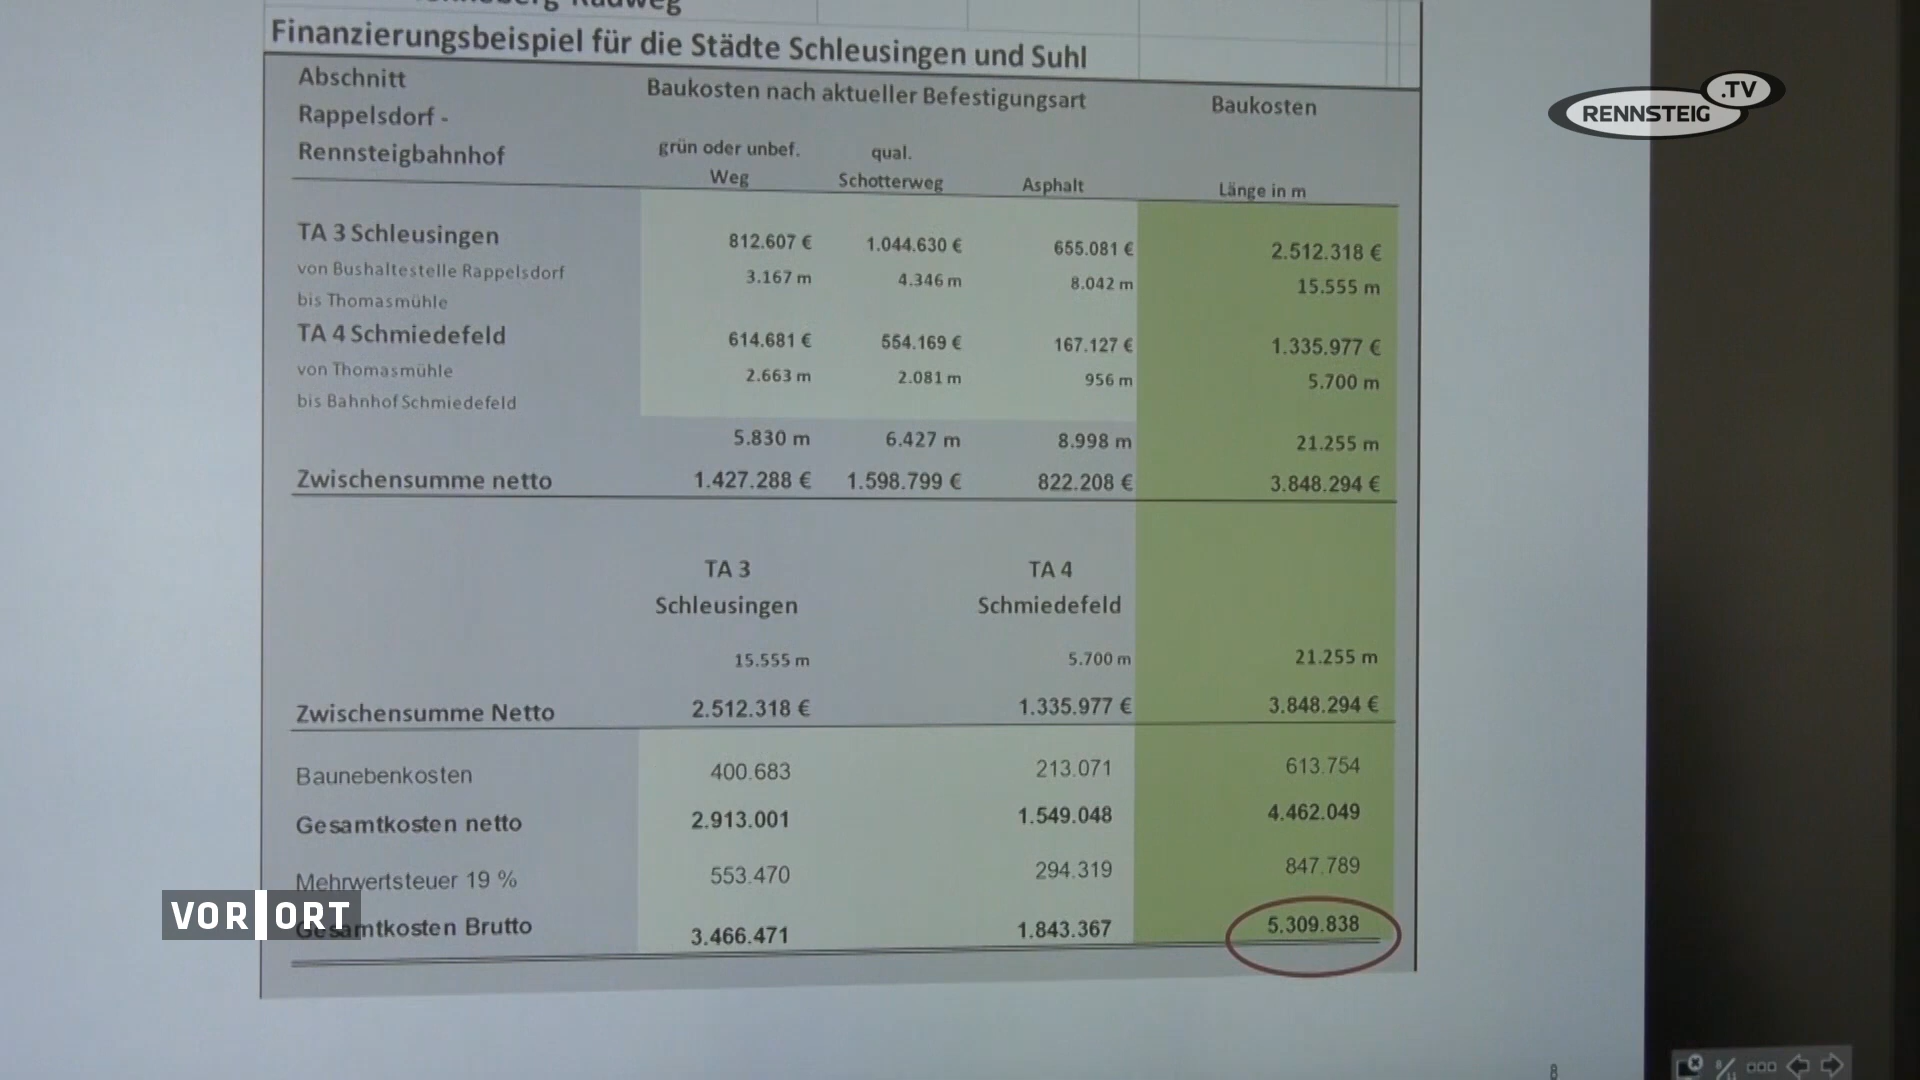 Radweg
Finanzierungsbeispiel für die Städte Schleusingen und Suhl
Abschnitt
Rappelsdorf -
Rennsteigbahnhof
Baukosten nach aktueller Befestigungsart
Baukosten
grün oder unbef.
Weg
qual.
Schotterweg
Asphalt
Länge in m
TA 3 Schleusingen 812.607 € 1.044.630 € 655.081 € 2.512.318 €
von Bushaltestelle Rappelsdorf 3.167 m 4.346 m 8.042 m 15.555 m
bis Thomasmühle
TA 4 Schmiedefeld 614.681 € 554.169 € 167.127 € 1.335.977 €
von Thomasmühle 2.663 m 2.081 m 956 m 5.700 m
bis Bahnhof Schmiedefeld
5.830 m 6.427 m 8.998 m 21.255 m
Zwischensumme netto 1.427.288 € 1.598.799 € 822.208 € 3.848.294 €
TA 3 TA 4
Schleusingen Schmiedefeld
15.555 m 5.700 m 21.255 m
Zwischensumme Netto 2.512.318 € 1.335.977 € 3.848.294 €
Baunebenkosten 400.683 213.071 613.754
Gesamtkosten netto 2.913.001 1.549.048 4.462.049
Mehrwertsteuer 19 % 553.470 294.319 847.789
Gesamtkosten Brutto 3.466.471 1.843.367 5.309.838
RENNSTEIG .TV
VOR ORT
8